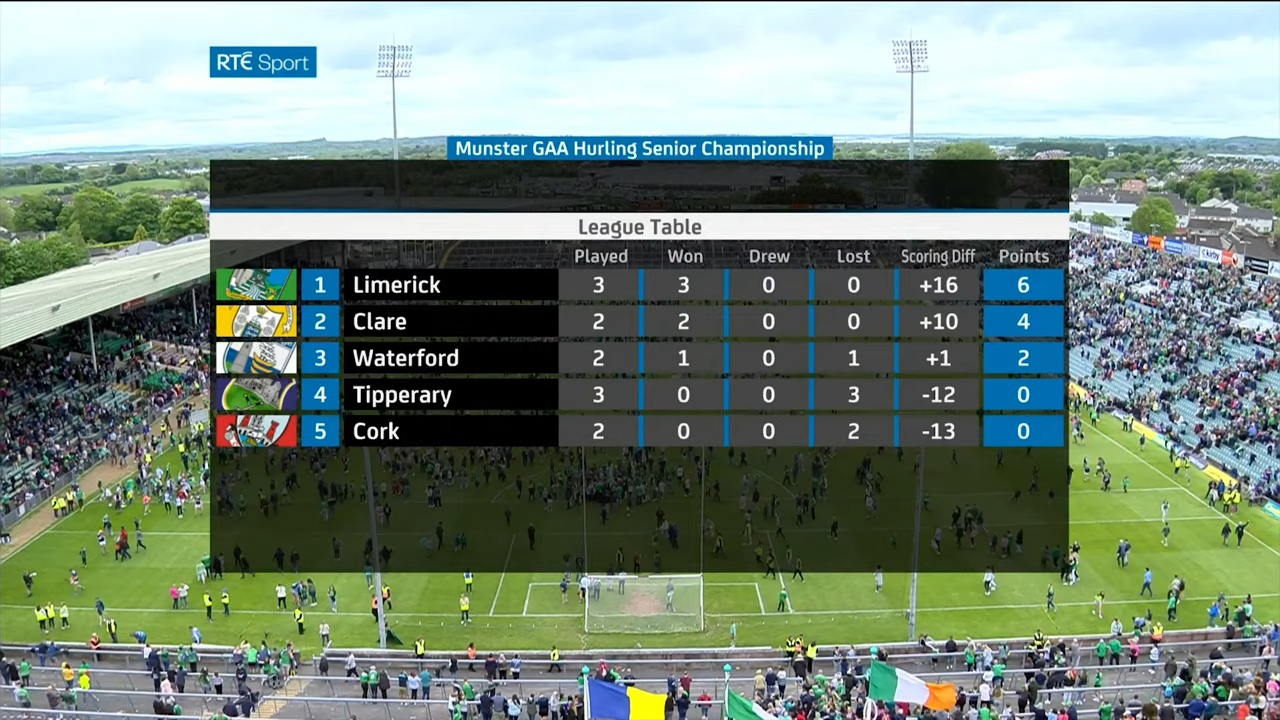 RTÉ Sport
Munster GAA Hurling Senior Championship
League Table
Played Won Drew Lost Scoring Diff Points
1 Limerick 3 3 0 0 +16 6
2 Clare 2 2 0 0 +10 4
3 Waterford 2 1 0 1 +1 2
4 Tipperary 3 0 0 3 -12 0
5 Cork 2 0 0 2 -13 0